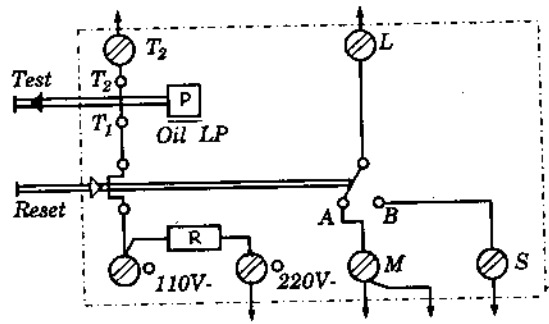 T2 L
T2
Test P
T1 Oil LP
Reset A B
R
110V- 220V- M S